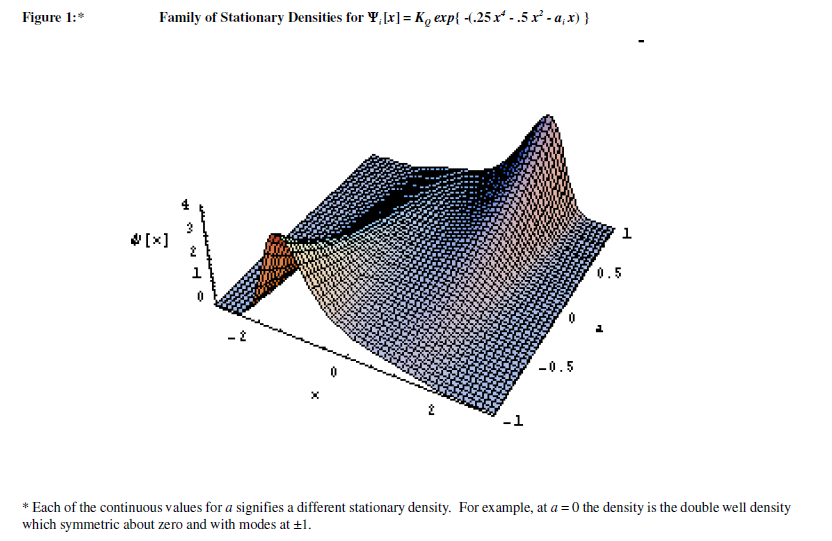 Figure 1:* Family of Stationary Densities for Ψᵢ[x] = K_Q exp{ -(.25 x⁴ - .5 x² - aᵢ x) }
4
3
Ψ[x]
2
1
0
1
0.5
0
a
-0.5
-1
-2
0
x
2
* Each of the continuous values for a signifies a different stationary density. For example, at a = 0 the density is the double well density
which symmetric about zero and with modes at ±1.